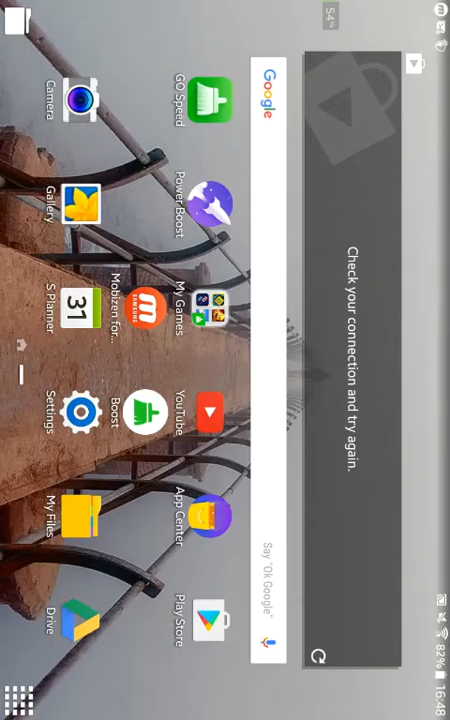 54%
82% 16:48
Check your connection and try again.
Google
Say "Ok Google"
GO Speed
Power Boost
My Games
YouTube
App Center
Play Store
Mobizen for...
Boost
Camera
Gallery
31
S Planner
Settings
My Files
Drive
m
SAMSUNG